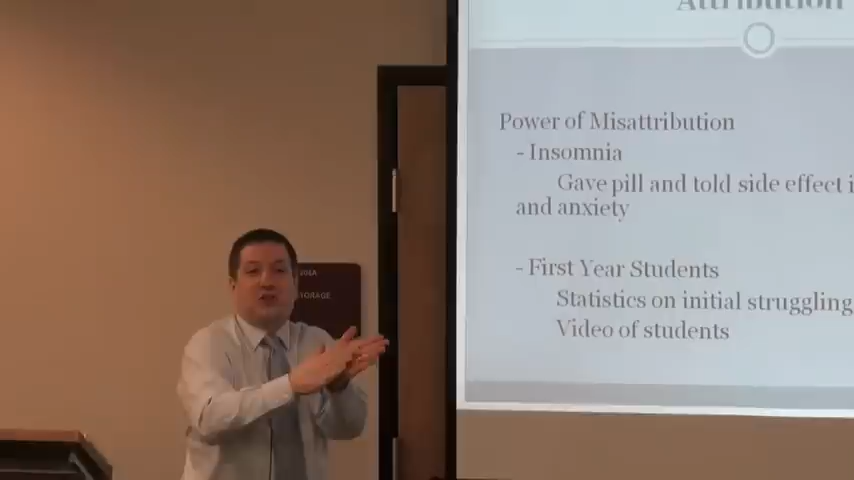 Attribution
Power of Misattribution
- Insomnia
Gave pill and told side effect
and anxiety
- First Year Students
Statistics on initial struggling
Video of students
STORAGE